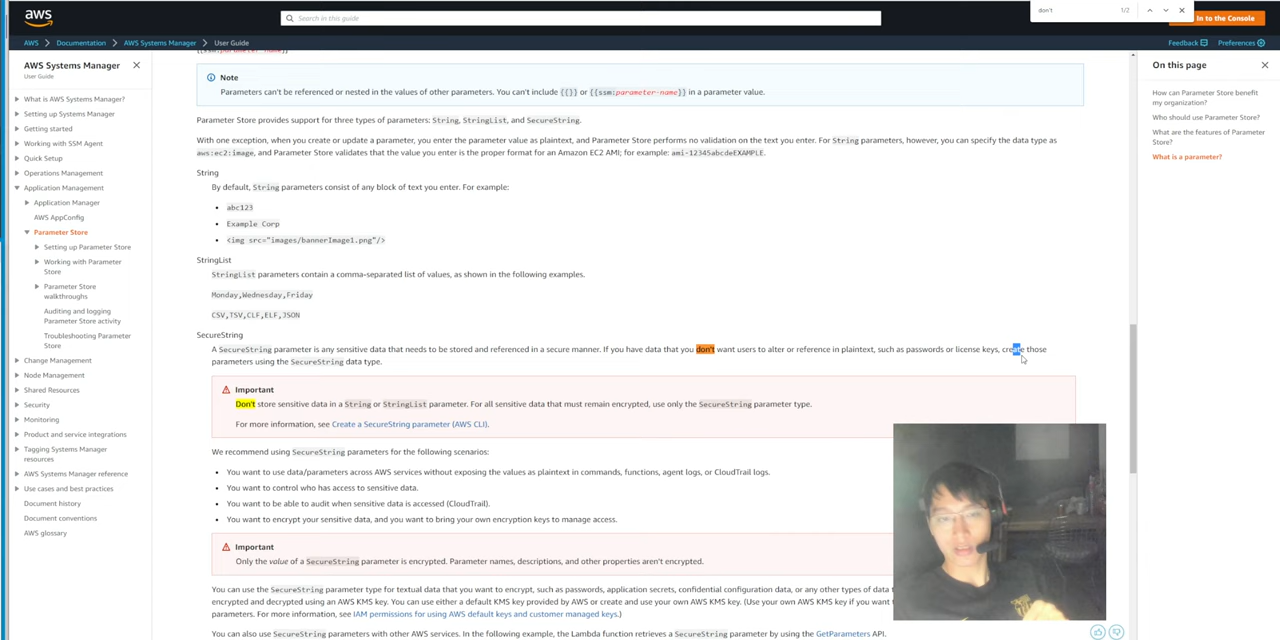 aws
Search in this guide
don't
1/2
In to the Console
AWS
Documentation
AWS Systems Manager
User Guide
Feedback
Preferences
AWS Systems Manager
User Guide
What is AWS Systems Manager?
Setting up Systems Manager
Getting started
Working with SSM Agent
Quick Setup
Operations Management
Application Management
Application Manager
AWS AppConfig
Parameter Store
Setting up Parameter Store
Working with Parameter
Store
Parameter Store
walkthroughs
Auditing and logging
Parameter Store activity
Troubleshooting Parameter
Store
Change Management
Node Management
Shared Resources
Security
Monitoring
Product and service integrations
Tagging Systems Manager
resources
AWS Systems Manager reference
Use cases and best practices
Document history
Document conventions
AWS glossary
{{ssm:parameter-name}}
Note
Parameters can't be referenced or nested in the values of other parameters. You can't include {{}} or {{ssm:parameter-name}} in a parameter value.
Parameter Store provides support for three types of parameters: String, StringList, and SecureString.
With one exception, when you create or update a parameter, you enter the parameter value as plaintext, and Parameter Store performs no validation on the text you enter. For String parameters, however, you can specify the data type as
aws:ec2:image, and Parameter Store validates that the value you enter is the proper format for an Amazon EC2 AMI; for example: ami-12345abcdeEXAMPLE.
String
By default, String parameters consist of any block of text you enter. For example:
• abc123
• Example Corp
• <img src="images/bannerImage1.png"/>
StringList
StringList parameters contain a comma-separated list of values, as shown in the following examples.
Monday,Wednesday,Friday
CSV,TSV,CLF,ELF,JSON
SecureString
A SecureString parameter is any sensitive data that needs to be stored and referenced in a secure manner. If you have data that you don't want users to alter or reference in plaintext, such as passwords or license keys, create those
parameters using the SecureString data type.
Important
Don't store sensitive data in a String or StringList parameter. For all sensitive data that must remain encrypted, use only the SecureString parameter type.
For more information, see Create a SecureString parameter (AWS CLI).
We recommend using SecureString parameters for the following scenarios:
• You want to use data/parameters across AWS services without exposing the values as plaintext in commands, functions, agent logs, or CloudTrail logs.
• You want to control who has access to sensitive data.
• You want to be able to audit when sensitive data is accessed (CloudTrail).
• You want to encrypt your sensitive data, and you want to bring your own encryption keys to manage access.
Important
Only the value of a SecureString parameter is encrypted. Parameter names, descriptions, and other properties aren't encrypted.
You can use the SecureString parameter type for textual data that you want to encrypt, such as passwords, application secrets, confidential configuration data, or any other types of data t
encrypted and decrypted using an AWS KMS key. You can use either a default KMS key provided by AWS or create and use your own AWS KMS key. (Use your own AWS KMS key if you want
parameters. For more information, see IAM permissions for using AWS default keys and customer managed keys.)
You can also use SecureString parameters with other AWS services. In the following example, the Lambda function retrieves a SecureString parameter by using the GetParameters API.
On this page
How can Parameter Store benefit
my organization?
Who should use Parameter Store?
What are the features of Parameter
Store?
What is a parameter?